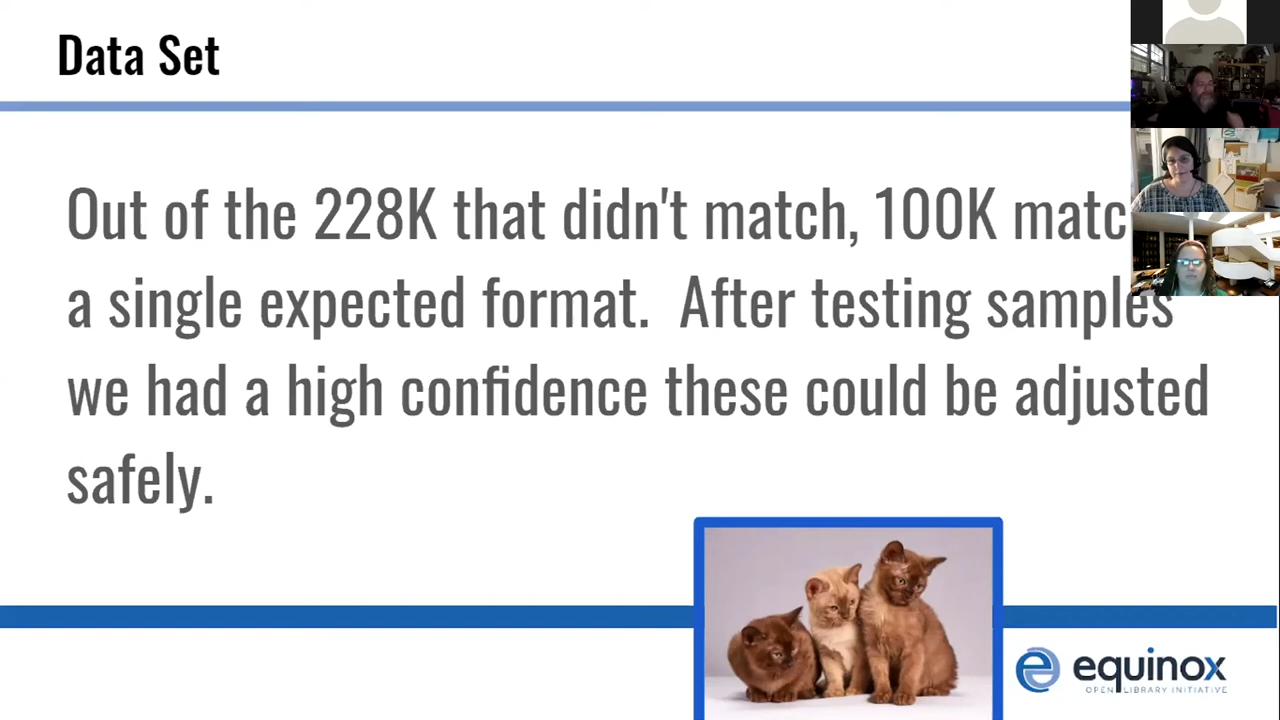 Data Set
Out of the 228K that didn't match, 100K matc
a single expected format. After testing samples
we had a high confidence these could be adjusted
safely.
equinox
OPEN LIBRARY INITIATIVE